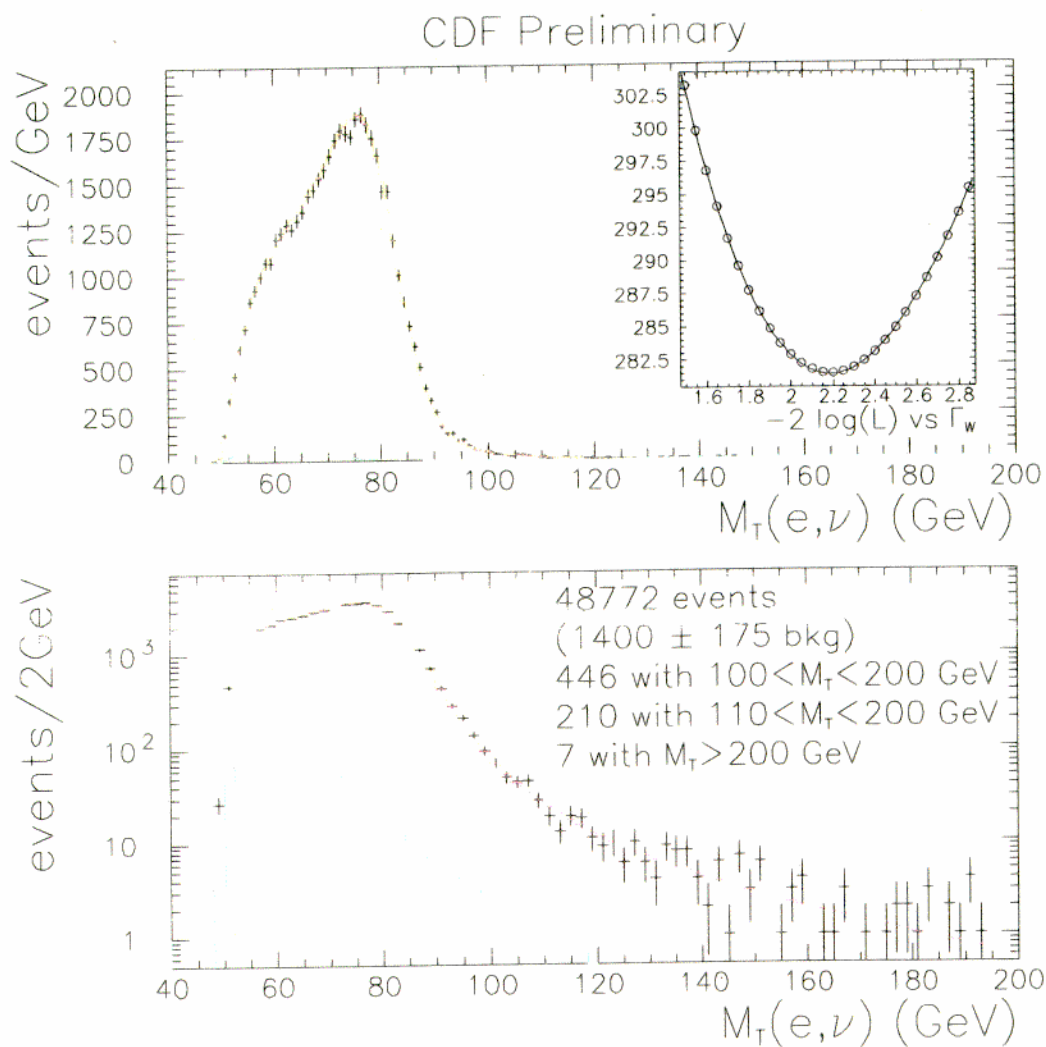 CDF Preliminary
events/GeV
2000
1750
1500
1250
1000
750
500
250
0
40 60 80 100 120 140 160 180 200
M_T(e,ν) (GeV)
302.5
300
297.5
295
292.5
290
287.5
285
282.5
1.6 1.8 2 2.2 2.4 2.6 2.8
−2 log(L) vs Γ_W
events/2GeV
10^3
10^2
10
1
48772 events
(1400 ± 175 bkg)
446 with 100<M_T<200 GeV
210 with 110<M_T<200 GeV
7 with M_T>200 GeV
40 60 80 100 120 140 160 180 200
M_T(e,ν) (GeV)